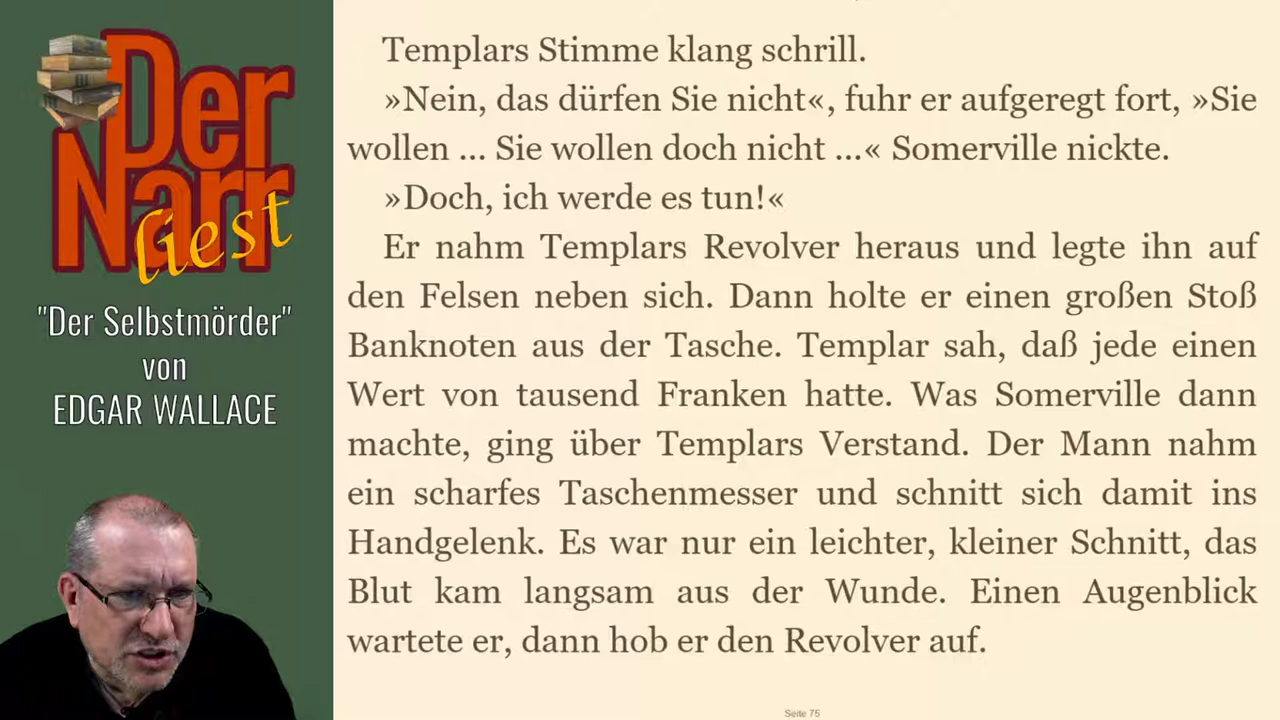 Der
Narr
liest
"Der Selbstmörder"
von
EDGAR WALLACE
Templars Stimme klang schrill.
»Nein, das dürfen Sie nicht«, fuhr er aufgeregt fort, »Sie
wollen ... Sie wollen doch nicht ...« Somerville nickte.
»Doch, ich werde es tun!«
Er nahm Templars Revolver heraus und legte ihn auf
den Felsen neben sich. Dann holte er einen großen Stoß
Banknoten aus der Tasche. Templar sah, daß jede einen
Wert von tausend Franken hatte. Was Somerville dann
machte, ging über Templars Verstand. Der Mann nahm
ein scharfes Taschenmesser und schnitt sich damit ins
Handgelenk. Es war nur ein leichter, kleiner Schnitt, das
Blut kam langsam aus der Wunde. Einen Augenblick
wartete er, dann hob er den Revolver auf.
Seite 75